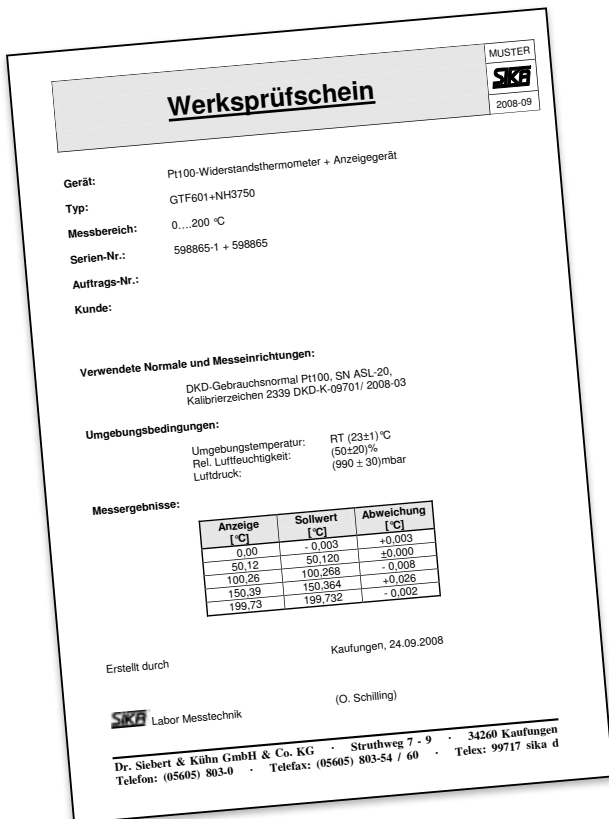 MUSTER
SIKA
2008-09
Werksprüfschein
Gerät: Pt100-Widerstandsthermometer + Anzeigegerät
Typ: GTF601+NH3750
Messbereich: 0....200 °C
Serien-Nr.: 598865-1 + 598865
Auftrags-Nr.:
Kunde:
Verwendete Normale und Messeinrichtungen:
DKD-Gebrauchsnormal Pt100, SN ASL-20,
Kalibrierzeichen 2339 DKD-K-09701/ 2008-03
Umgebungsbedingungen:
Umgebungstemperatur: RT (23±1)°C
Rel. Luftfeuchtigkeit: (50±20)%
Luftdruck: (990 ± 30)mbar
Messergebnisse:
Anzeige [°C] Sollwert [°C] Abweichung [°C]
0,00 - 0,003 +0,003
50,12 50,120 ±0,000
100,26 100,268 - 0,008
150,39 150,364 +0,026
199,73 199,732 - 0,002
Erstellt durch Kaufungen, 24.09.2008
SIKA Labor Messtechnik (O. Schilling)
Dr. Siebert & Kühn GmbH & Co. KG · Struthweg 7 - 9 · 34260 Kaufungen
Telefon: (05605) 803-0 · Telefax: (05605) 803-54 / 60 · Telex: 99717 sika d